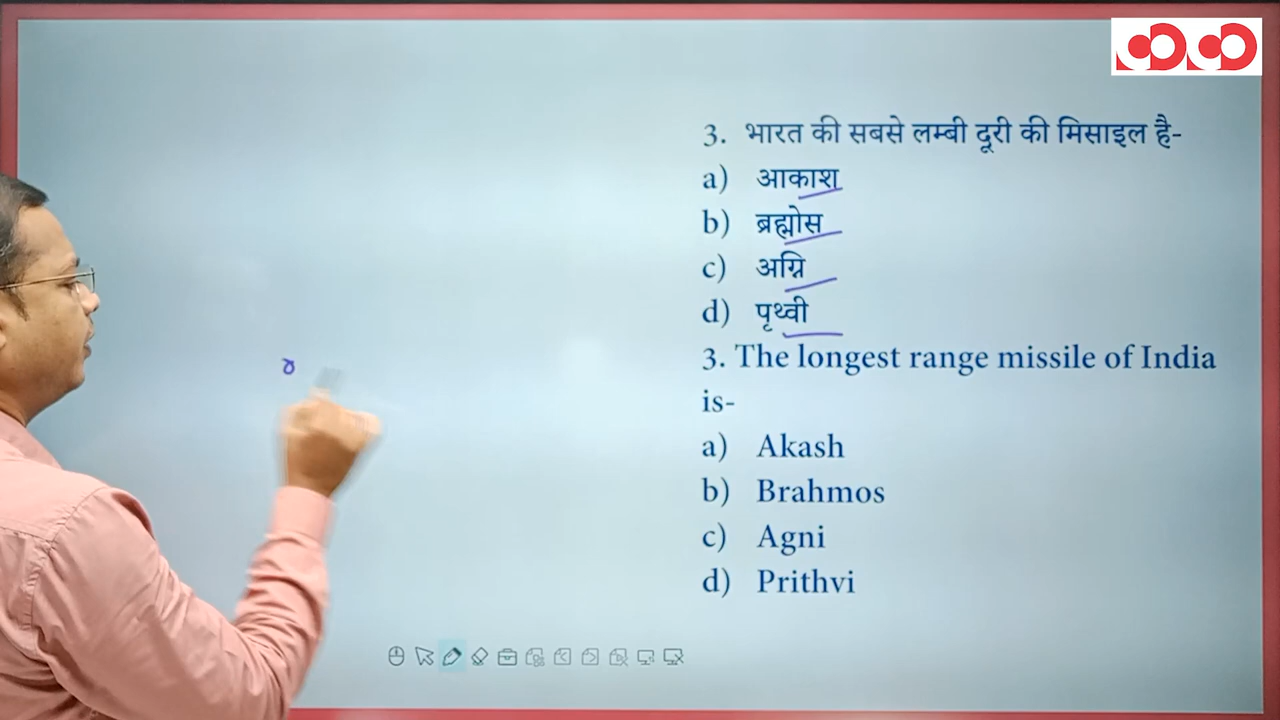 3. भारत की सबसे लम्बी दूरी की मिसाइल है-
a) आकाश
b) ब्रह्मोस
c) अग्नि
d) पृथ्वी
3. The longest range missile of India
is-
a) Akash
b) Brahmos
c) Agni
d) Prithvi